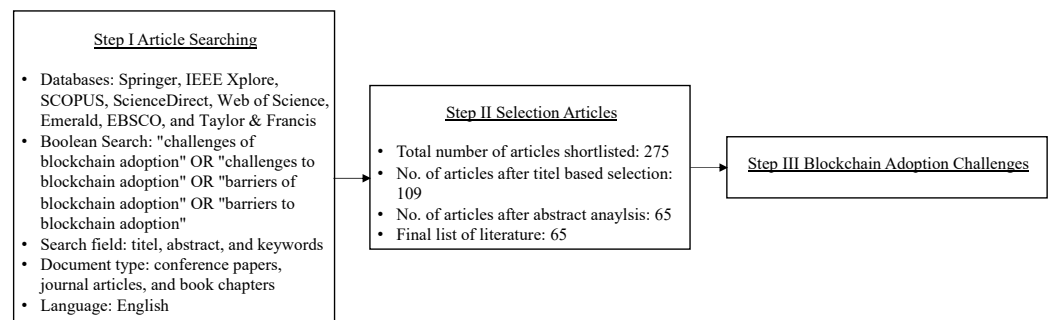 Step I Article Searching
• Databases: Springer, IEEE Xplore,
SCOPUS, ScienceDirect, Web of Science,
Emerald, EBSCO, and Taylor & Francis
• Boolean Search: "challenges of
blockchain adoption" OR "challenges to
blockchain adoption" OR "barriers of
blockchain adoption" OR "barriers to
blockchain adoption"
• Search field: titel, abstract, and keywords
• Document type: conference papers,
journal articles, and book chapters
• Language: English
Step II Selection Articles
• Total number of articles shortlisted: 275
• No. of articles after titel based selection:
109
• No. of articles after abstract anaylsis: 65
• Final list of literature: 65
Step III Blockchain Adoption Challenges